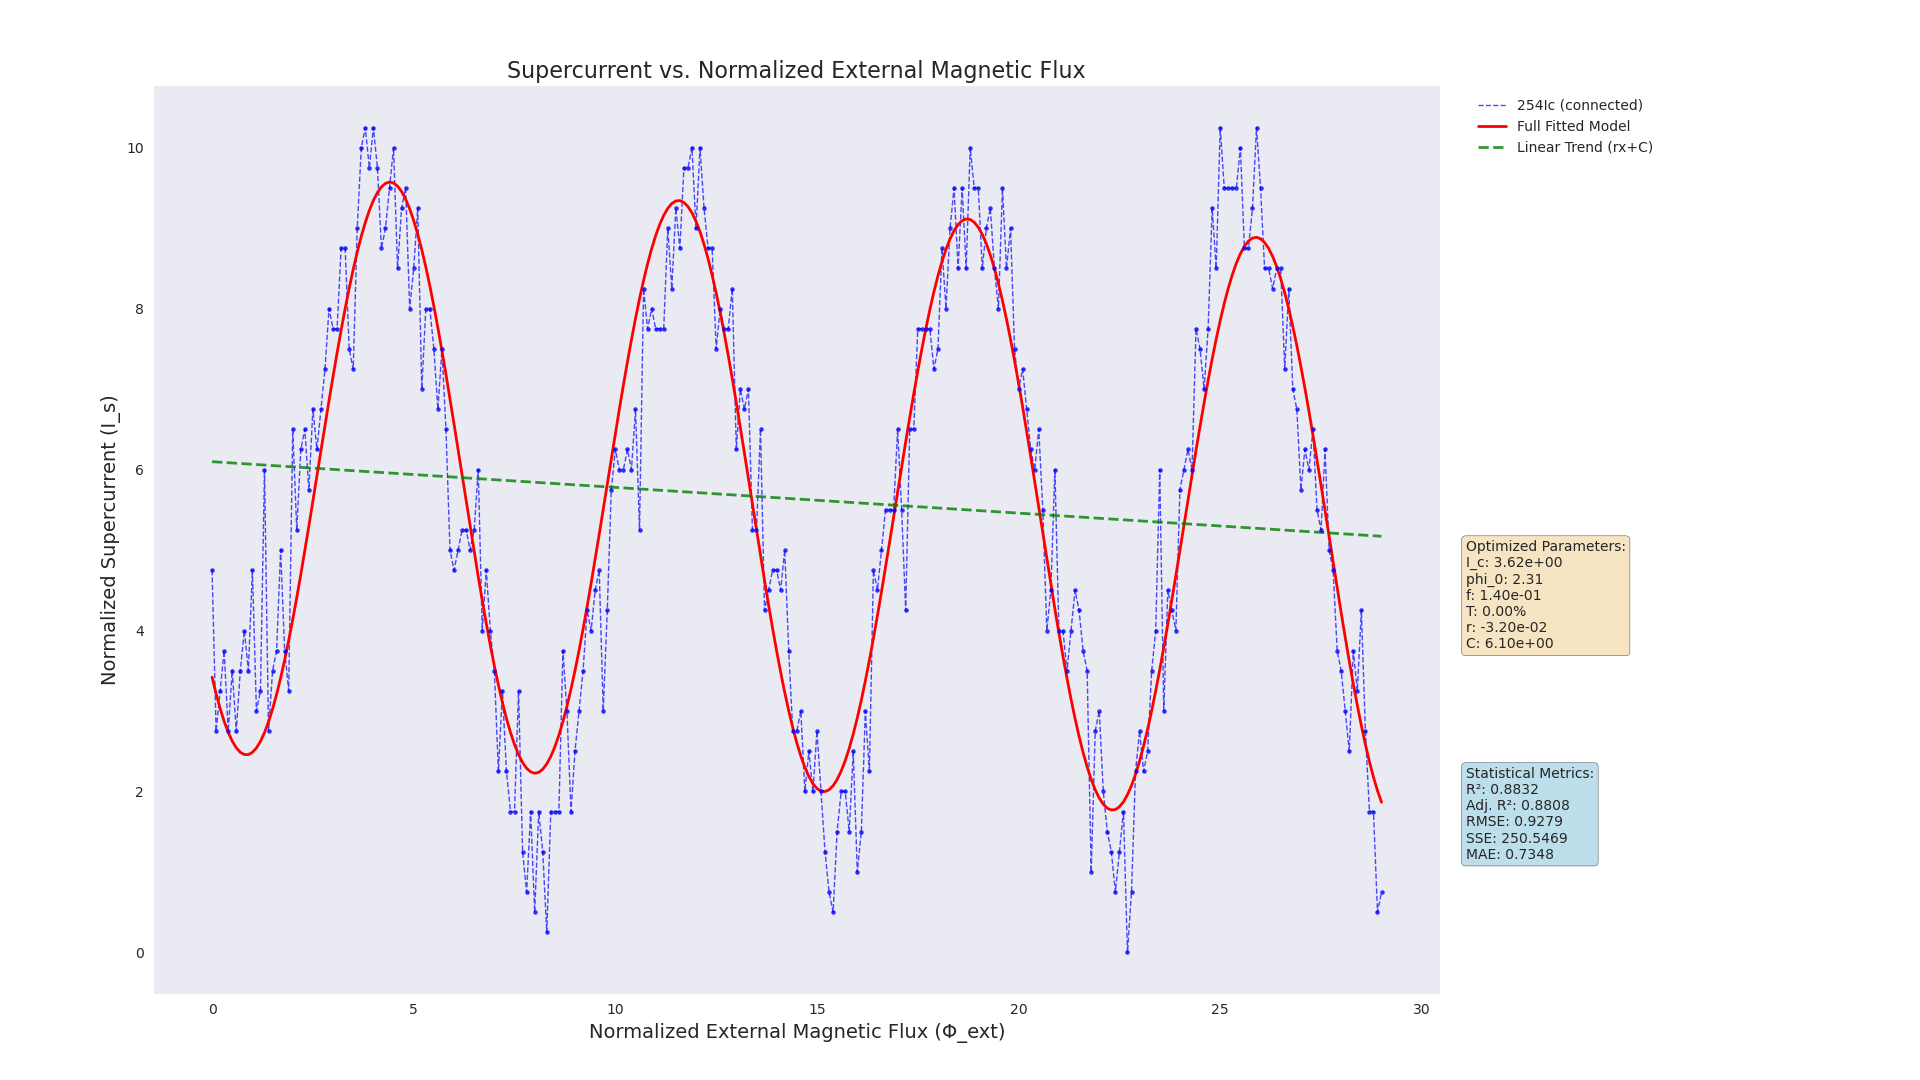 Supercurrent vs. Normalized External Magnetic Flux
254Ic (connected)
Full Fitted Model
Linear Trend (rx+C)
Normalized Supercurrent (I_s)
10
8
6
4
2
0
0 5 10 15 20 25 30
Normalized External Magnetic Flux (Φ_ext)
Optimized Parameters:
I_c: 3.62e+00
phi_0: 2.31
f: 1.40e-01
T: 0.00%
r: -3.20e-02
C: 6.10e+00
Statistical Metrics:
R²: 0.8832
Adj. R²: 0.8808
RMSE: 0.9279
SSE: 250.5469
MAE: 0.7348